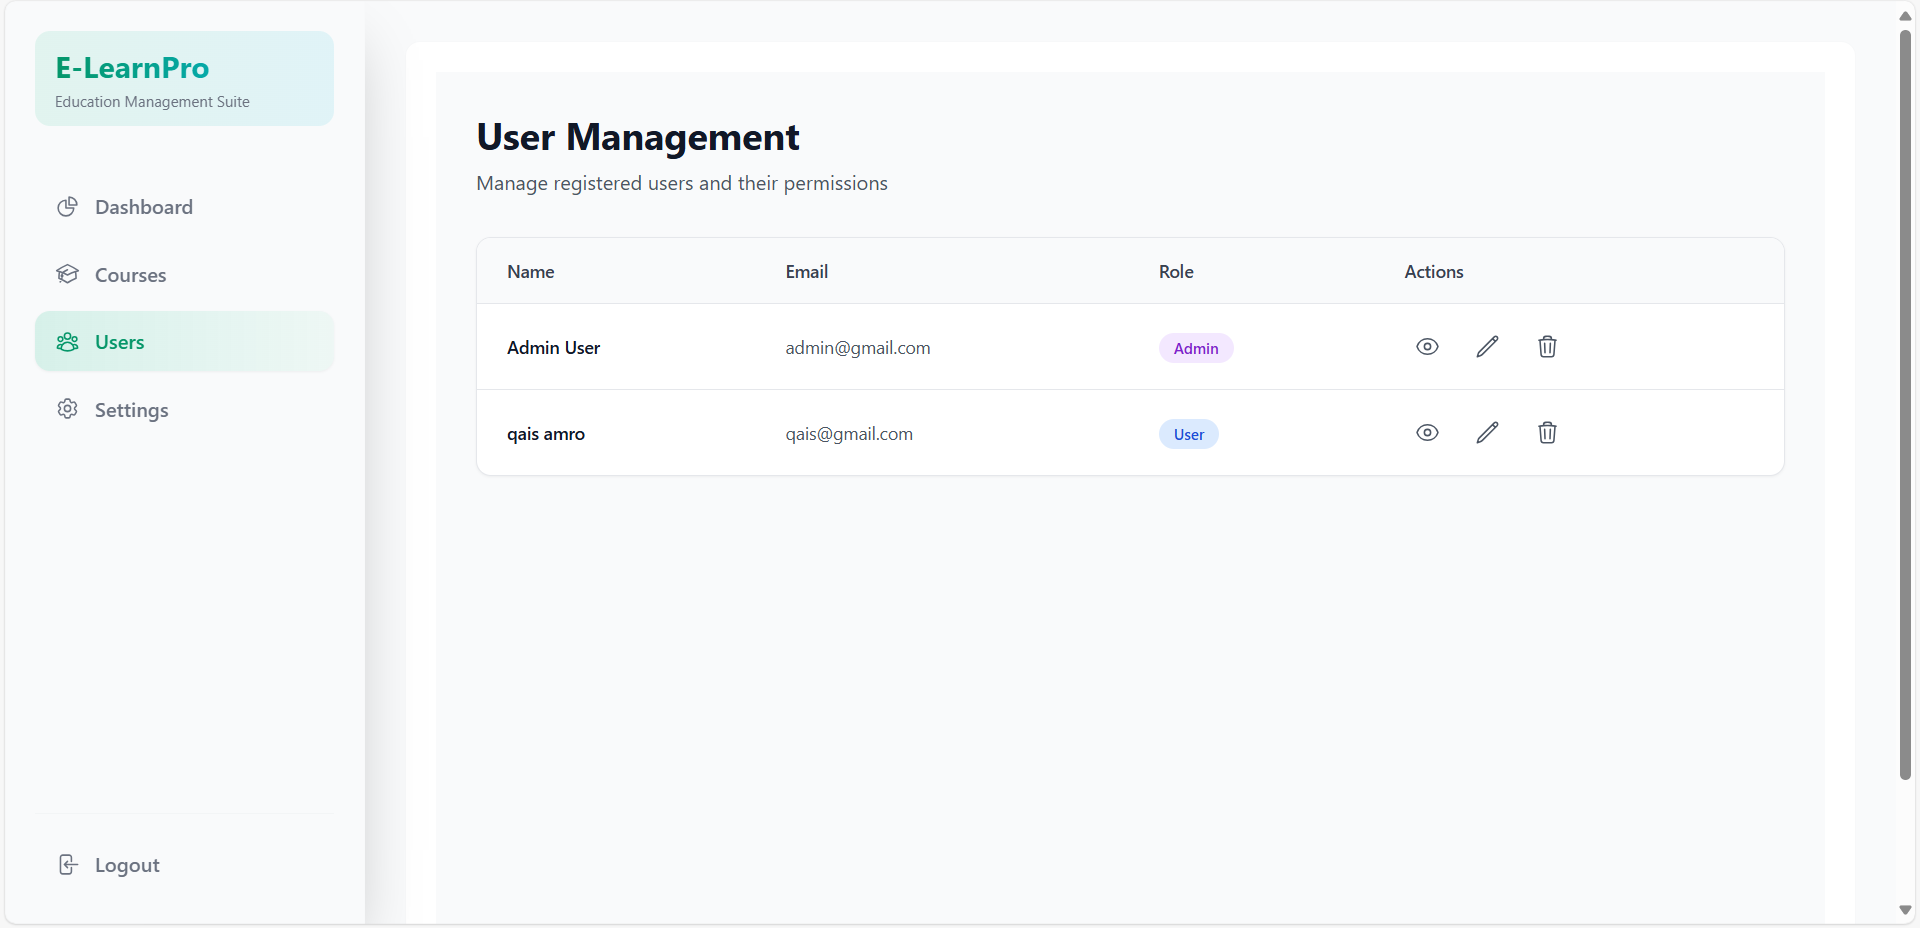 E-LearnPro
Education Management Suite
Dashboard
Courses
Users
Settings
Logout
User Management
Manage registered users and their permissions
Name Email Role Actions
Admin User admin@gmail.com Admin
qais amro qais@gmail.com User